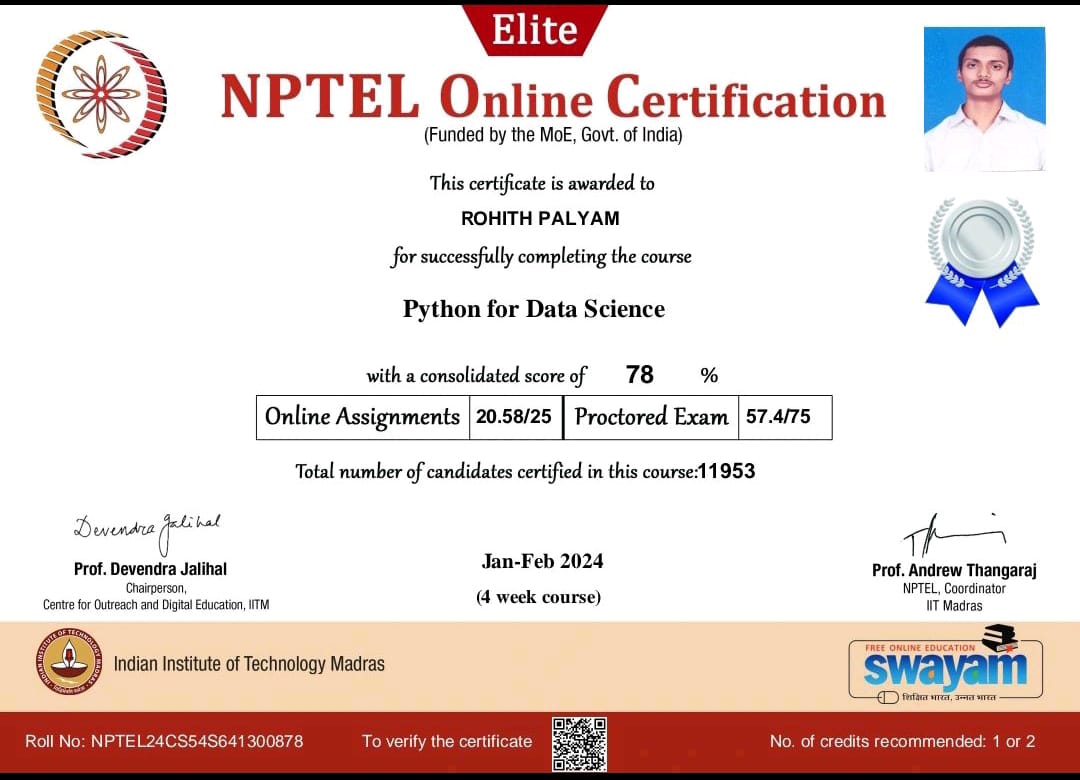 Elite
NPTEL Online Certification
(Funded by the MoE, Govt. of India)
This certificate is awarded to
ROHITH PALYAM
for successfully completing the course
Python for Data Science
with a consolidated score of 78 %
Online Assignments 20.58/25 Proctored Exam 57.4/75
Total number of candidates certified in this course:11953
Devendra Jalihal
Prof. Devendra Jalihal
Chairperson,
Centre for Outreach and Digital Education, IITM
Jan-Feb 2024
(4 week course)
Prof. Andrew Thangaraj
NPTEL, Coordinator
IIT Madras
INDIAN INSTITUTE OF TECHNOLOGY MADRAS
Indian Institute of Technology Madras
FREE ONLINE EDUCATION
swayam
शिक्षित भारत, उन्नत भारत
Roll No: NPTEL24CS54S641300878
To verify the certificate
No. of credits recommended: 1 or 2